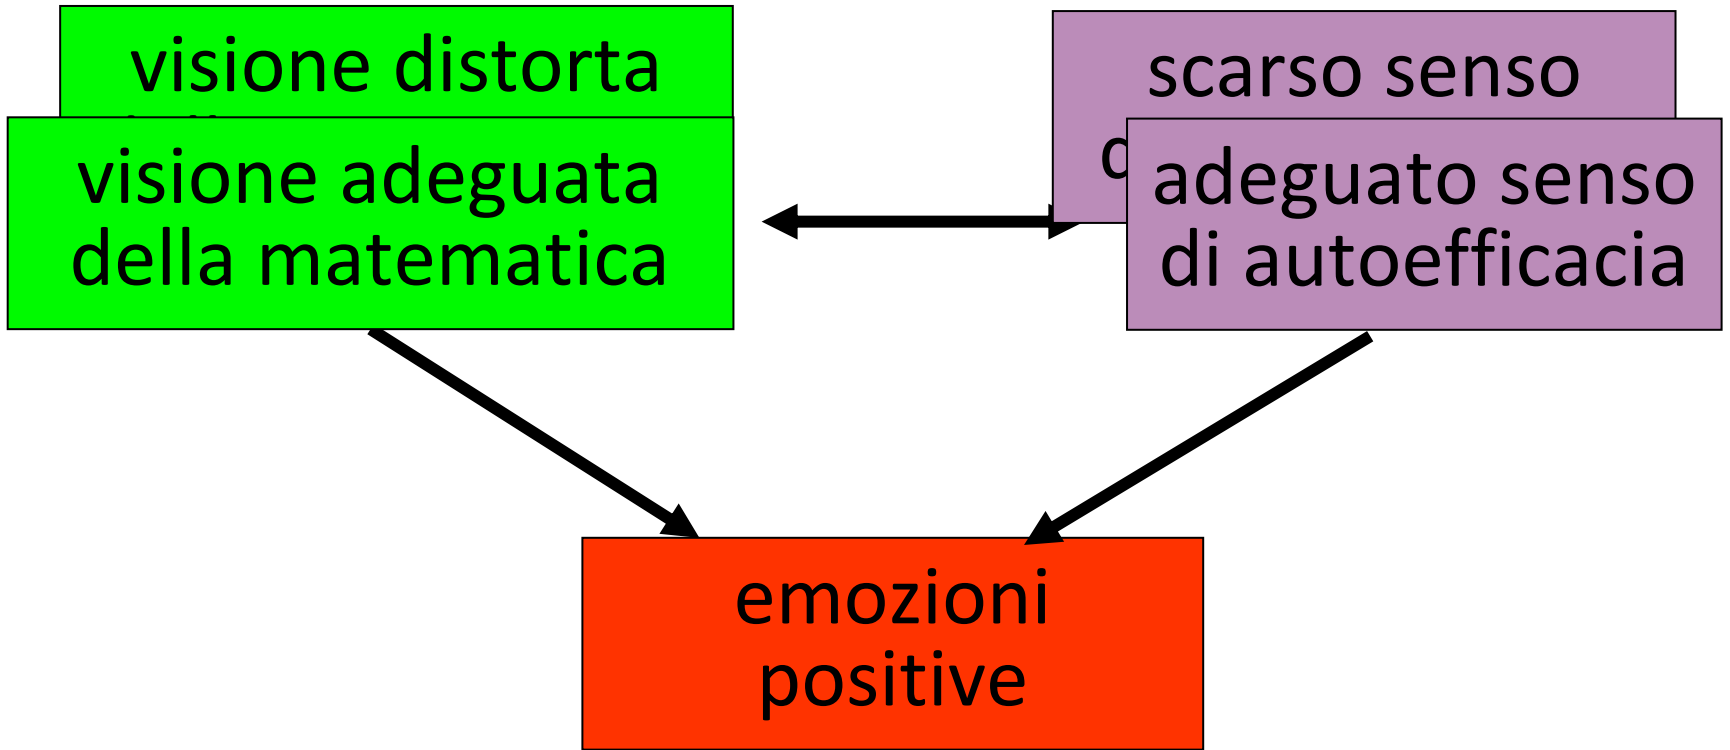 visione distorta
visione adeguata
della matematica
scarso senso
adeguato senso
di autoefficacia
emozioni
positive